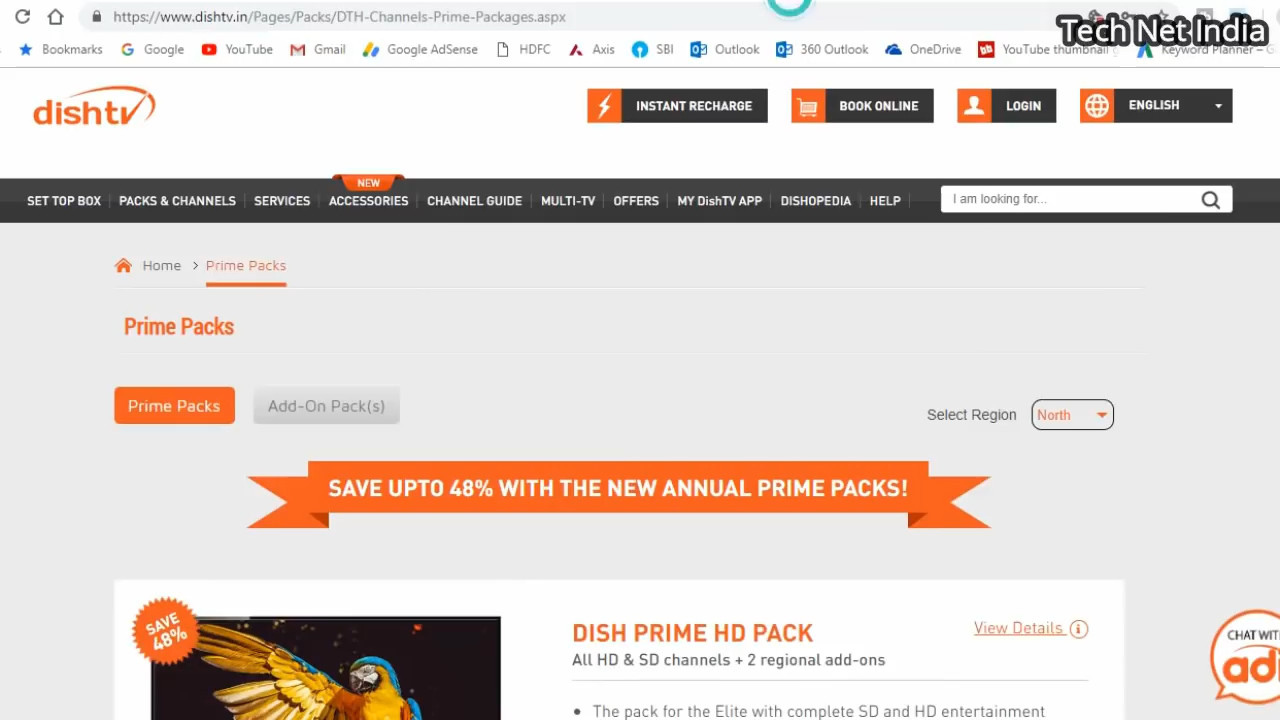 https://www.dishtv.in/Pages/Packs/DTH-Channels-Prime-Packages.aspx
Tech Net India
Bookmarks Google YouTube Gmail Google AdSense HDFC Axis SBI Outlook 360 Outlook OneDrive YouTube thumbnail Keyword Planner – G
dishtv
INSTANT RECHARGE BOOK ONLINE LOGIN ENGLISH
NEW
SET TOP BOX PACKS & CHANNELS SERVICES ACCESSORIES CHANNEL GUIDE MULTI-TV OFFERS MY DishTV APP DISHOPEDIA HELP I am looking for...
Home > Prime Packs
Prime Packs
Prime Packs Add-On Pack(s)
Select Region North
SAVE UPTO 48% WITH THE NEW ANNUAL PRIME PACKS!
SAVE
48%
DISH PRIME HD PACK View Details
All HD & SD channels + 2 regional add-ons
• The pack for the Elite with complete SD and HD entertainment
CHAT WIT
adi